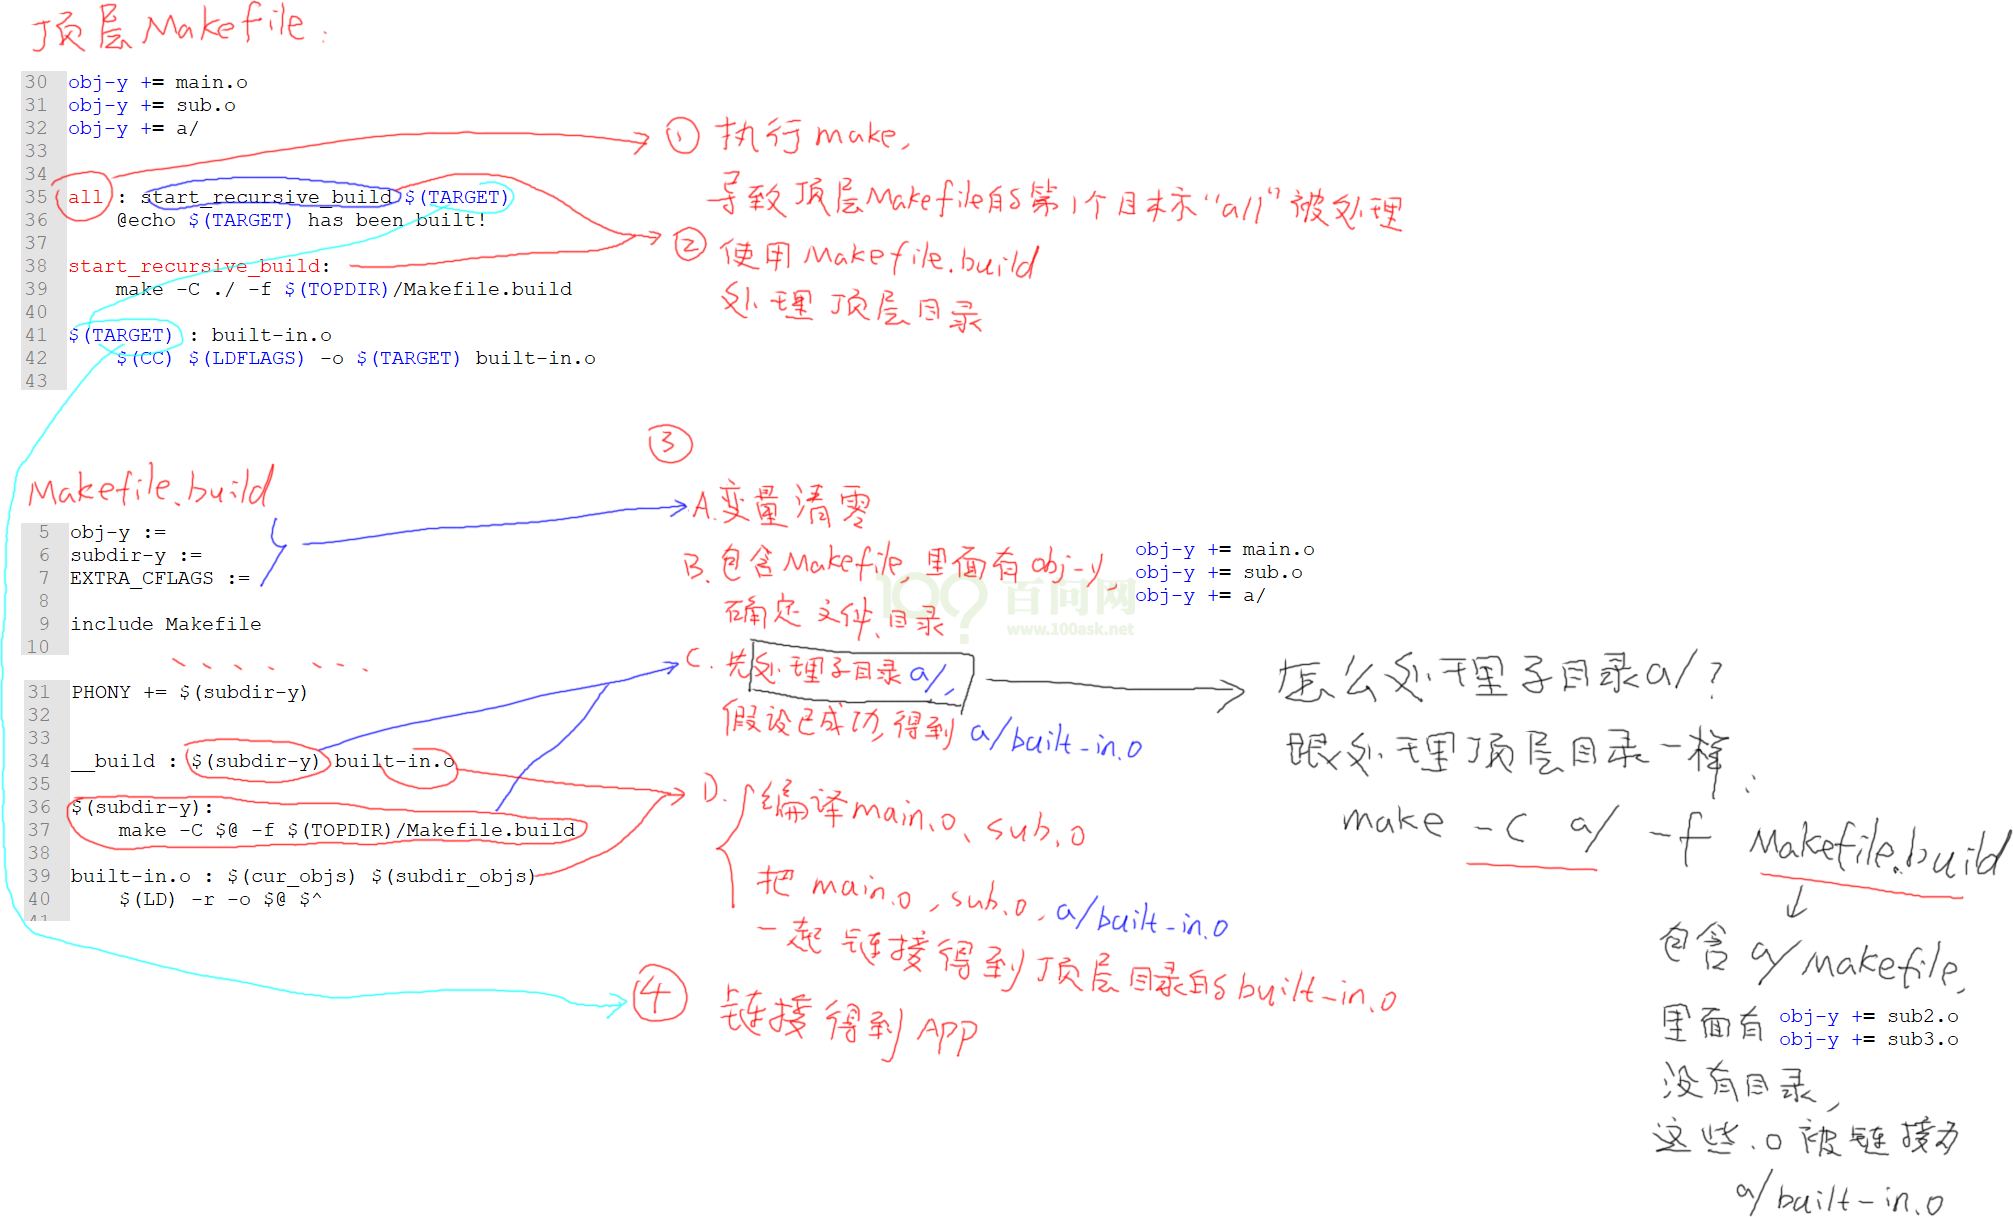 顶层Makefile:
30 obj-y += main.o
31 obj-y += sub.o
32 obj-y += a/
33
34
35 all : start_recursive_build $(TARGET)
36 @echo $(TARGET) has been built!
37
38 start_recursive_build:
39 make -C ./ -f $(TOPDIR)/Makefile.build
40
41 $(TARGET) : built-in.o
42 $(CC) $(LDFLAGS) -o $(TARGET) built-in.o
43
① 执行make,
导致顶层Makefile的第1个目标"all"被处理
② 使用Makefile.build
处理顶层目录
Makefile.build
5 obj-y :=
6 subdir-y :=
7 EXTRA_CFLAGS :=
8
9 include Makefile
10
31 PHONY += $(subdir-y)
32
33
34 __build : $(subdir-y) built-in.o
35
36 $(subdir-y):
37 make -C $@ -f $(TOPDIR)/Makefile.build
38
39 built-in.o : $(cur_objs) $(subdir_objs)
40 $(LD) -r -o $@ $^
41
③
A.变量清零
B.包含Makefile,里面有obj-y,
确定文件、目录
obj-y += main.o
obj-y += sub.o
obj-y += a/
100? 百问网
www.100ask.net
C.先处理子目录a/,
假设已成功,得到a/built-in.o
D.编译main.o、sub.o
把main.o,sub.o,a/built-in.o
一起链接得到顶层目录的built-in.o
④ 链接得到APP
怎么处理子目录a/?
跟处理顶层目录一样:
make -C a/ -f Makefile.build
包含a/Makefile,
里面有
obj-y += sub2.o
obj-y += sub3.o
没有目录,
这些.o被链接为
a/built-in.o